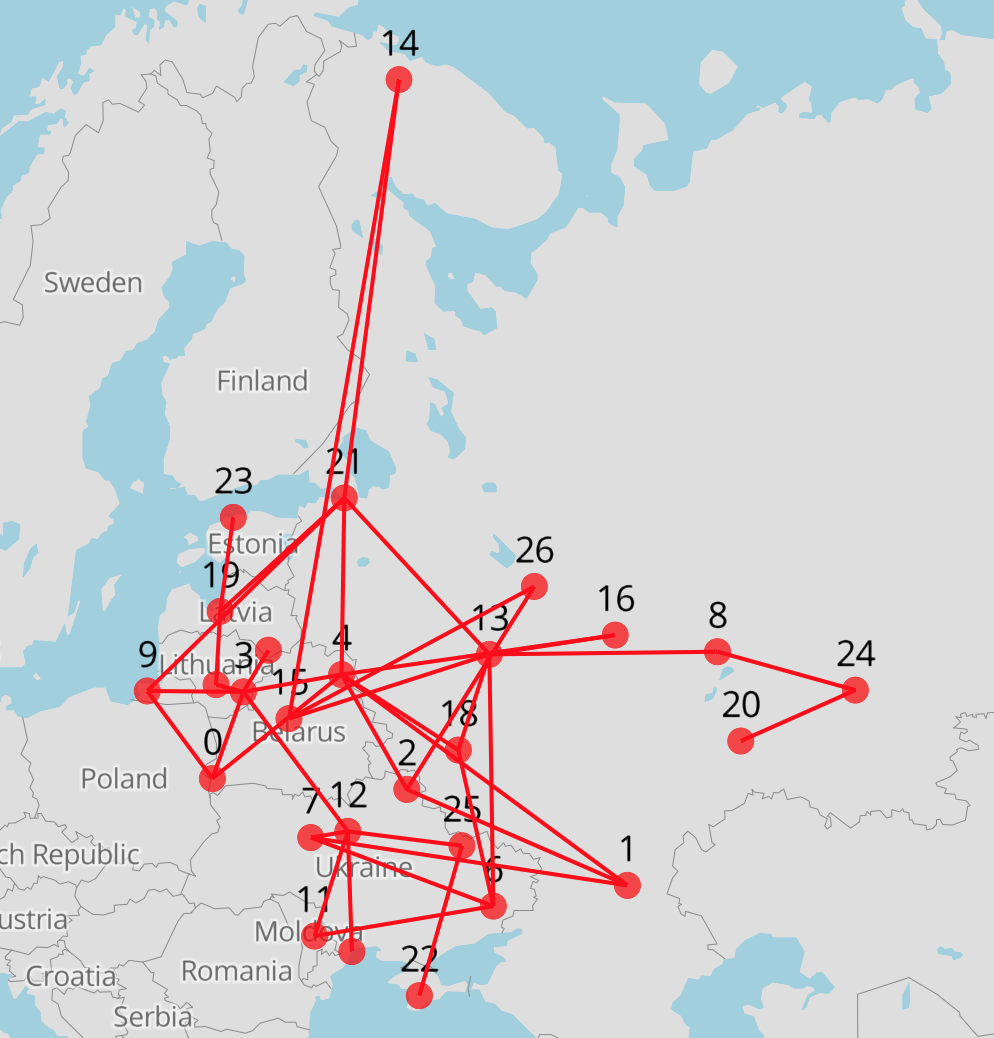 14
Sweden
Finland
21
23
Estonia
26
19
Latvia
16
13
8
4
9
3
Lithuania
24
15
20
18
0
Belarus
2
Poland
7
12
25
1
ch Republic
Ukraine
6
11
ustria
Moldova
22
Romania
Croatia
Serbia